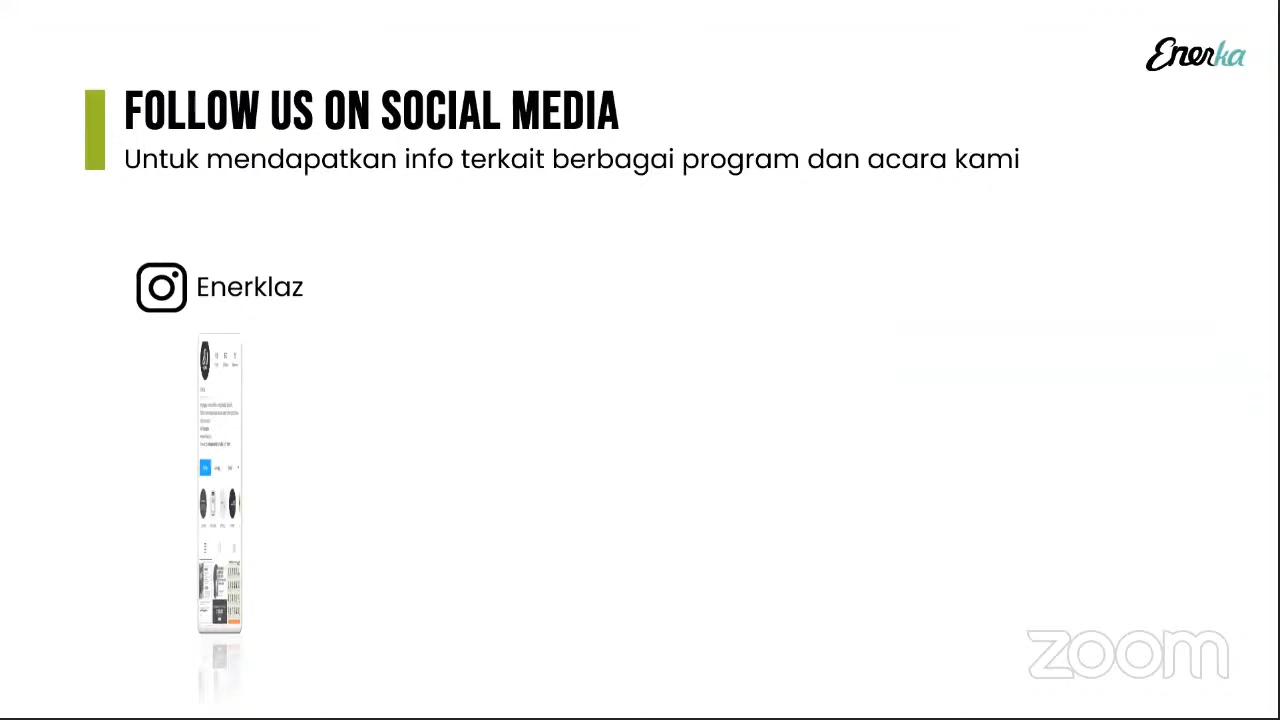 Enerka
FOLLOW US ON SOCIAL MEDIA
Untuk mendapatkan info terkait berbagai program dan acara kami
Enerklaz
zoom